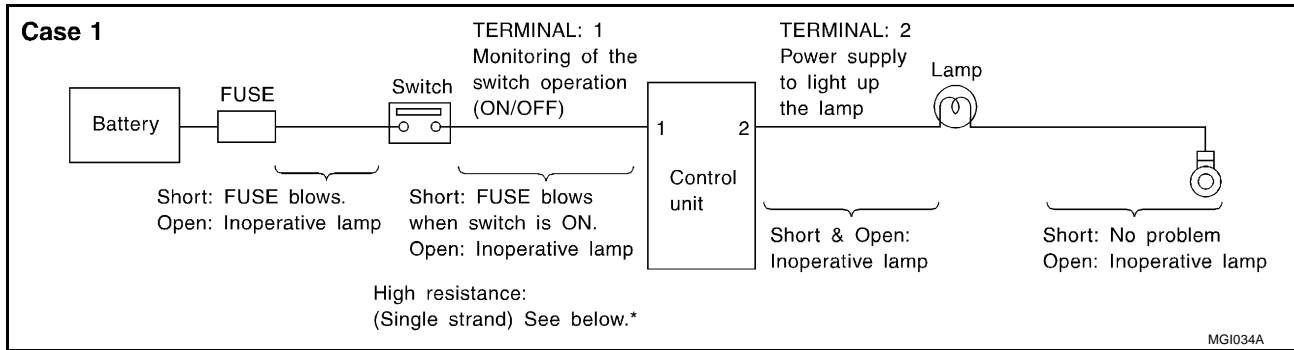 Case 1
TERMINAL: 1
Monitoring of the
switch operation
(ON/OFF)
TERMINAL: 2
Power supply
to light up
the lamp
Lamp
Battery
FUSE
Switch
1
2
Control
unit
Short: FUSE blows.
Open: Inoperative lamp
Short: FUSE blows
when switch is ON.
Open: Inoperative lamp
Short & Open:
Inoperative lamp
Short: No problem
Open: Inoperative lamp
High resistance:
(Single strand) See below.*
MGI034A